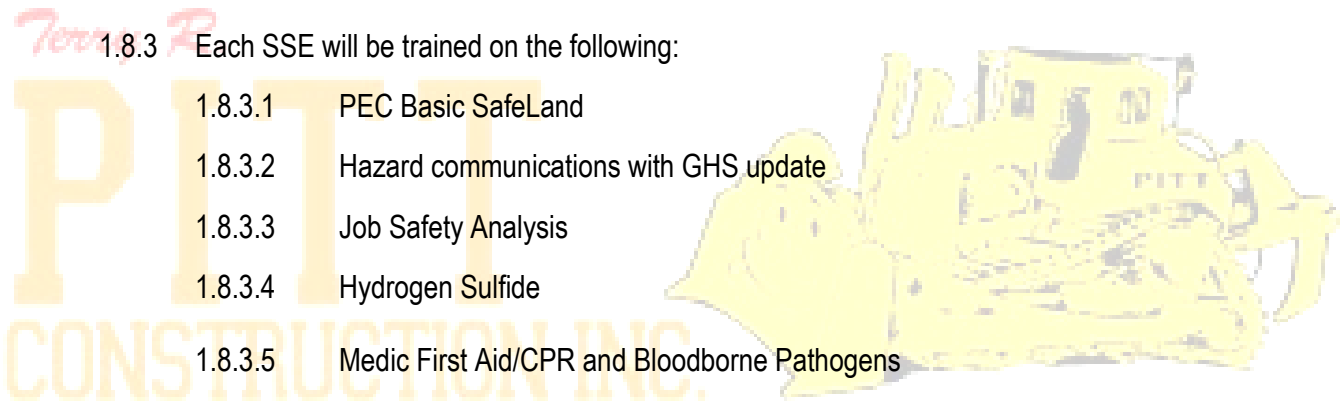 Terry R
1.8.3 Each SSE will be trained on the following:
1.8.3.1 PEC Basic SafeLand
1.8.3.2 Hazard communications with GHS update
PITT
1.8.3.3 Job Safety Analysis
1.8.3.4 Hydrogen Sulfide
PITT
CONSTRUCTION INC.
1.8.3.5 Medic First Aid/CPR and Bloodborne Pathogens